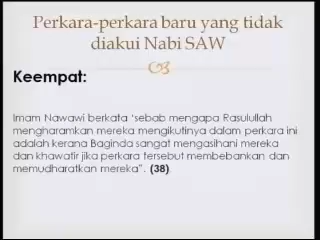 Perkara-perkara baru yang tidak
diakui Nabi SAW
Keempat:
Imam Nawawi berkata 'sebab mengapa Rasulullah
mengharamkan mereka mengikutinya dalam perkara ini
adalah kerana Baginda sangat mengasihani mereka
dan khawatir jika perkara tersebut membebankan dan
memudharatkan mereka". (38)